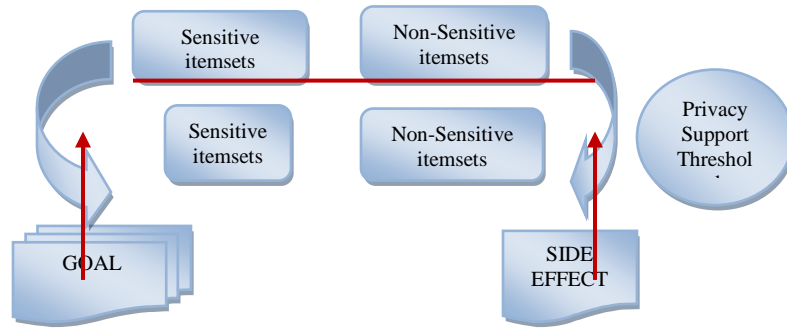 Sensitive
itemsets
Non-Sensitive
itemsets
Sensitive
itemsets
Non-Sensitive
itemsets
Privacy
Support
Threshol
GOAL
SIDE
EFFECT